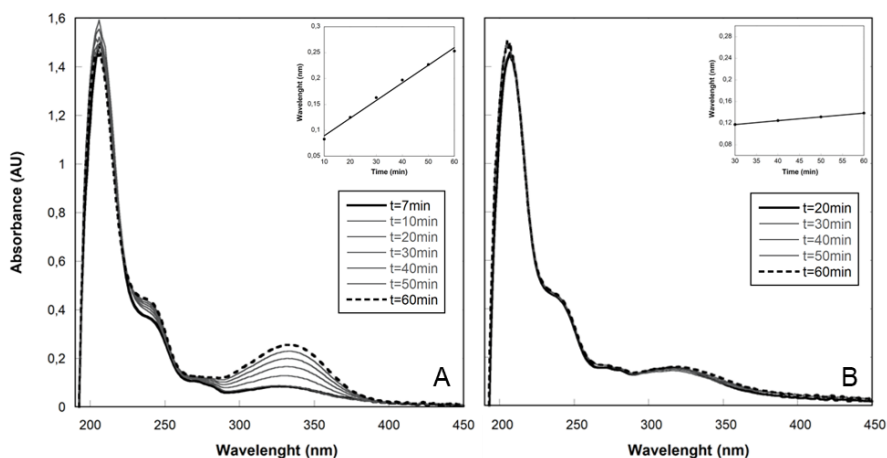 Absorbance (AU)
1,6
1,4
1,2
1
0,8
0,6
0,4
0,2
0
200
250
300
350
400
450
Wavelenght (nm)
Wavelenght (nm)
0,3
0,25
0,2
0,15
0,1
0,05
10
20
30
40
50
60
Time (min)
t=7min
t=10min
t=20min
t=30min
t=40min
t=50min
t=60min
A
200
250
300
350
400
450
Wavelenght (nm)
Wavelenght (nm)
0,28
0,24
0,2
0,16
0,12
0,08
30
35
40
45
50
55
60
Time (min)
t=20min
t=30min
t=40min
t=50min
t=60min
B